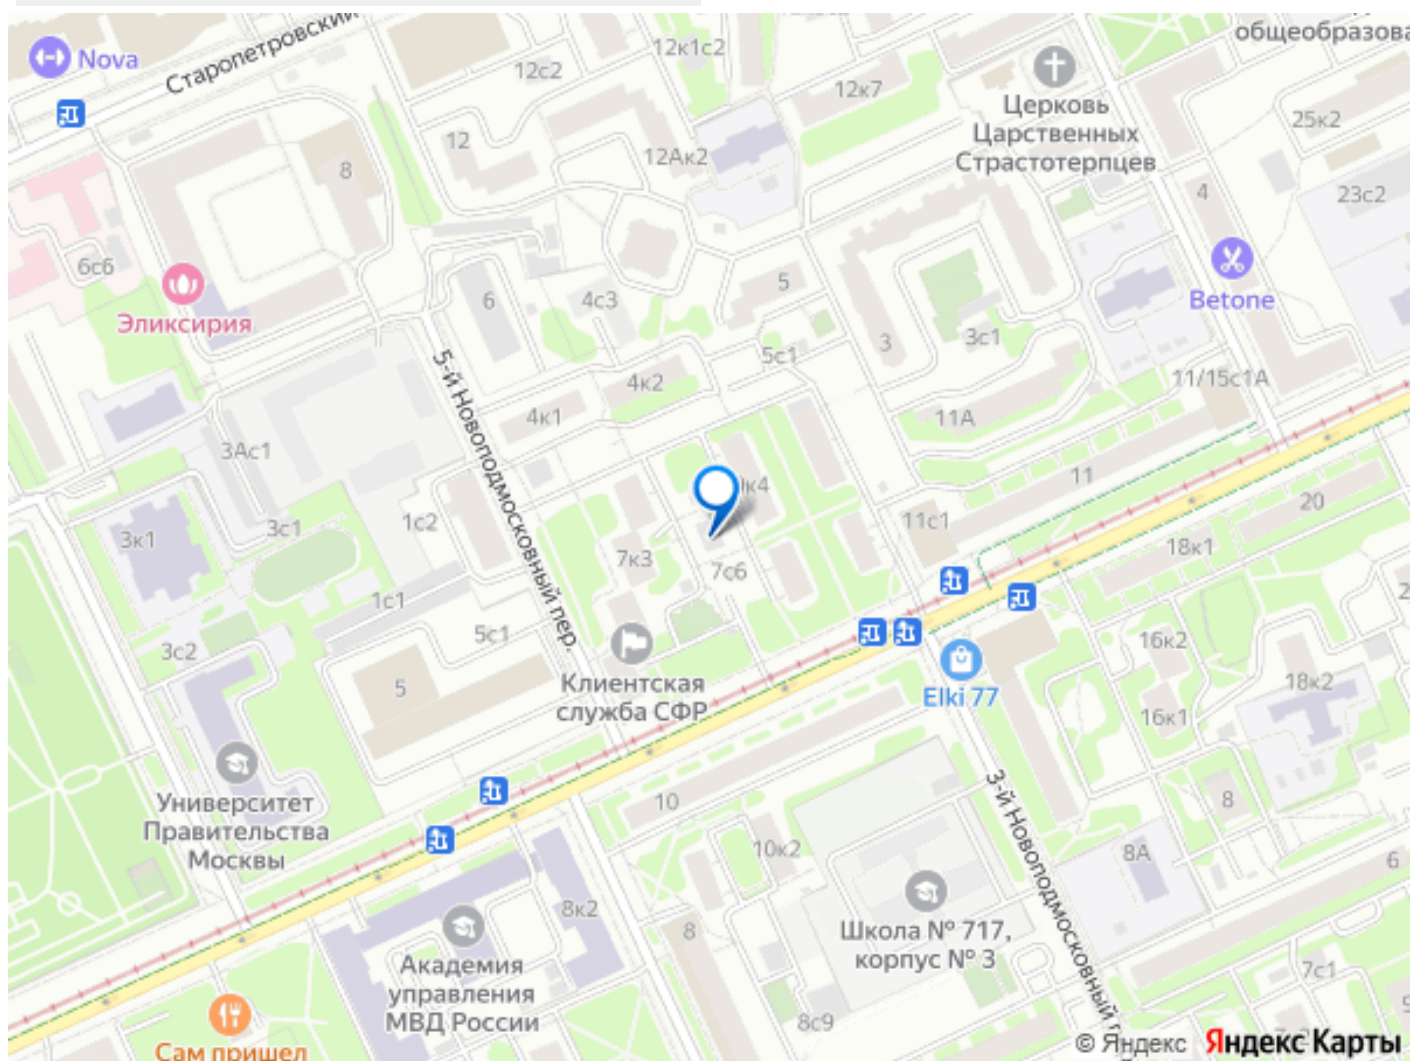 общеобразова
Nova
Старопетровский
12к1с2
12с2
12к7
Церковь
Царственных
Страстотерпцев
25к2
12
12Ак2
8
4
23с2
6с6
Эликсирия
6
4с3
5
Betone
3с1
3
5с1
5-й Новоподмосковный пер.
4к2
11/15с1А
4к1
11А
3Ас1
11
к4
20
3с1
1с2
11с1
3к1
18к1
7к3
7с6
1с1
5с1
3с2
16к2
Клиентская
служба СФР
5
Elki 77
18к2
16к1
3-й Новоподмосковный п
Университет
Правительства
Москвы
10
8
10к2
8А
6
8к2
8
Школа № 717,
корпус № 3
Академия
управления
МВД России
7с1
8с9
Сам пришел
© Яндекс Яндекс Карты